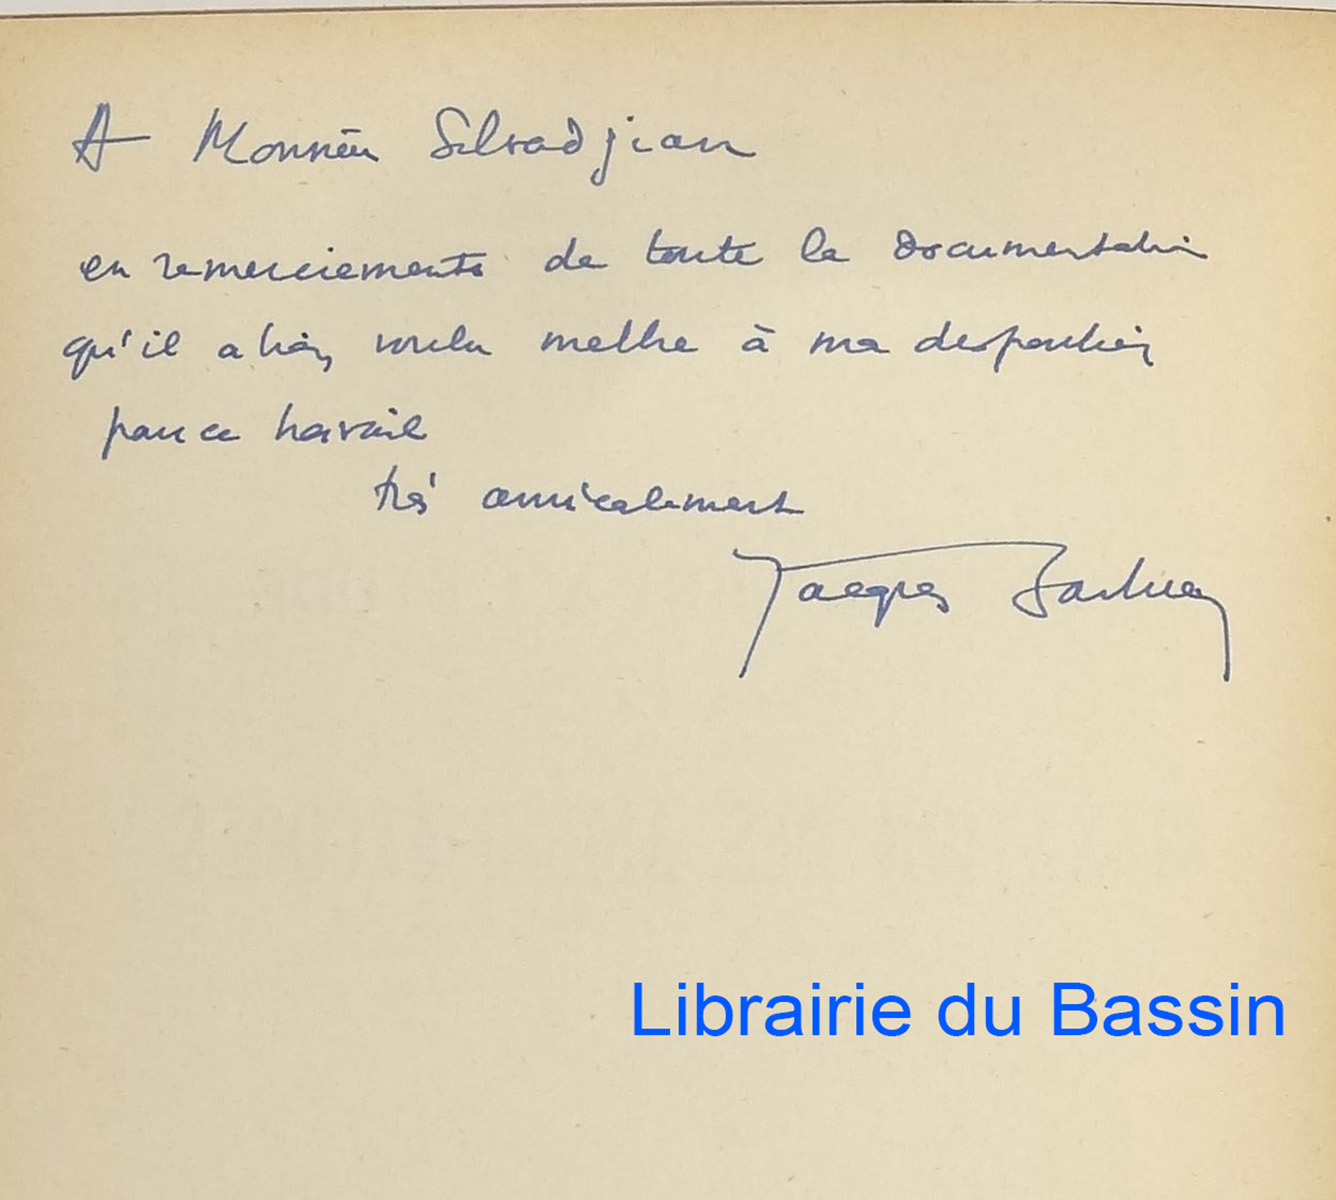 A Monsieur Selvadjian
en remerciements de toute la documentation
qu'il a bien voulu mettre à ma disposition
pour ce travail
très amicalement
Jacques
Librairie du Bassin